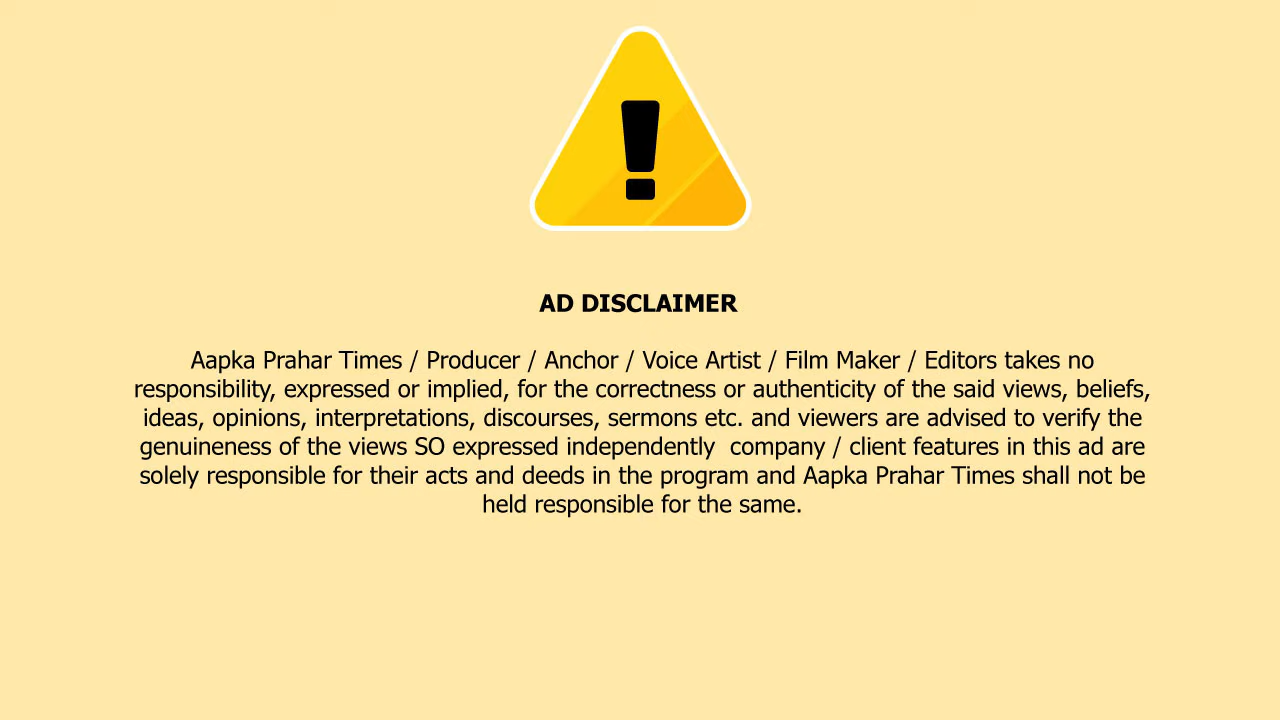 AD DISCLAIMER
Aapka Prahar Times / Producer / Anchor / Voice Artist / Film Maker / Editors takes no
responsibility, expressed or implied, for the correctness or authenticity of the said views, beliefs,
ideas, opinions, interpretations, discourses, sermons etc. and viewers are advised to verify the
genuineness of the views SO expressed independently  company / client features in this ad are
solely responsible for their acts and deeds in the program and Aapka Prahar Times shall not be
held responsible for the same.